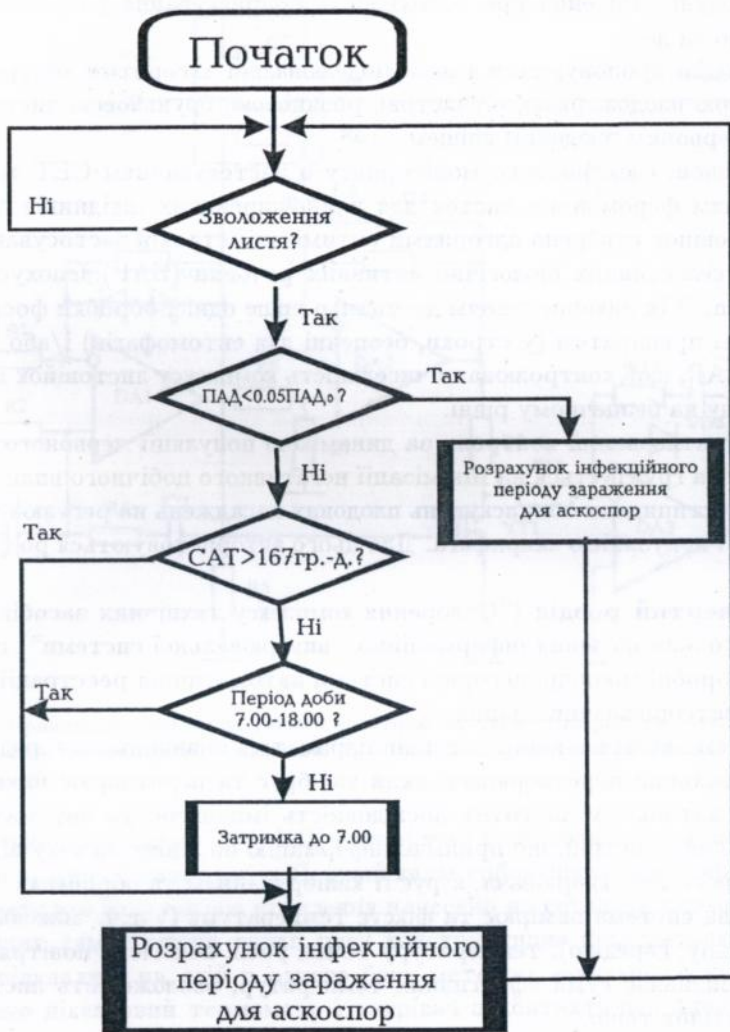 Початок
Ні
Зволоження
листя?
Так
ПАД<0.05ПАД₀ ?
Так
Ні
Розрахунок інфекційного
періоду зараження
для аскоспор
Так
САТ>167гр.-д.?
Ні
Так
Період доби
7.00-18.00 ?
Ні
Затримка до 7.00
Розрахунок інфекційного
періоду зараження
для аскоспор